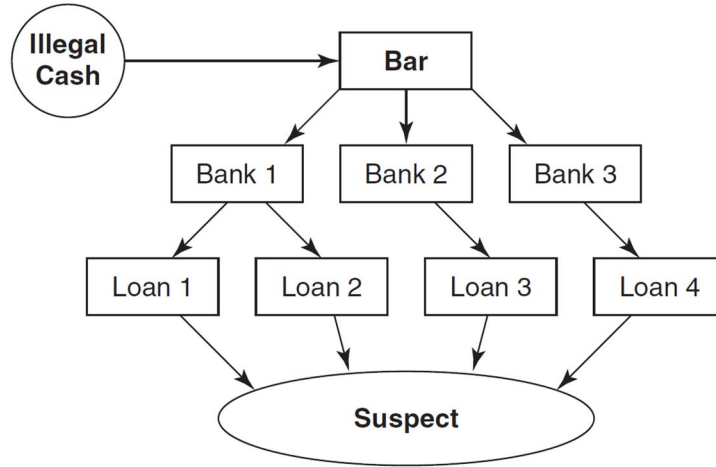 Illegal
Cash
Bar
Bank 1
Bank 2
Bank 3
Loan 1
Loan 2
Loan 3
Loan 4
Suspect